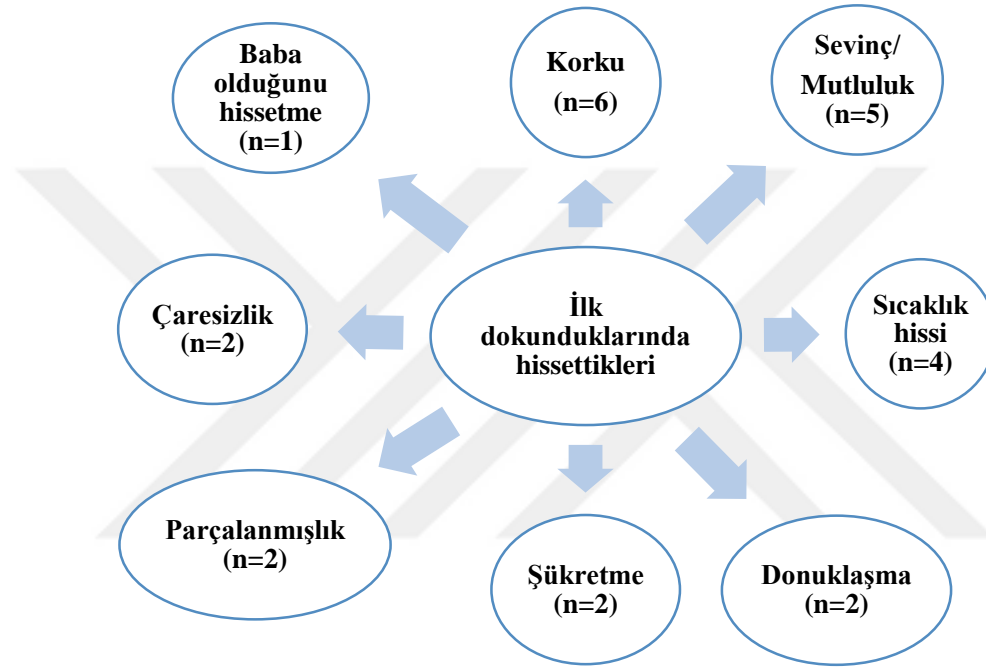 Baba
olduğunu
hissetme
(n=1)
Korku
(n=6)
Sevinç/
Mutluluk
(n=5)
Çaresizlik
(n=2)
İlk
dokunduklarında
hissettikleri
Sıcaklık
hissi
(n=4)
Parçalanmışlık
(n=2)
Şükretme
(n=2)
Donuklaşma
(n=2)